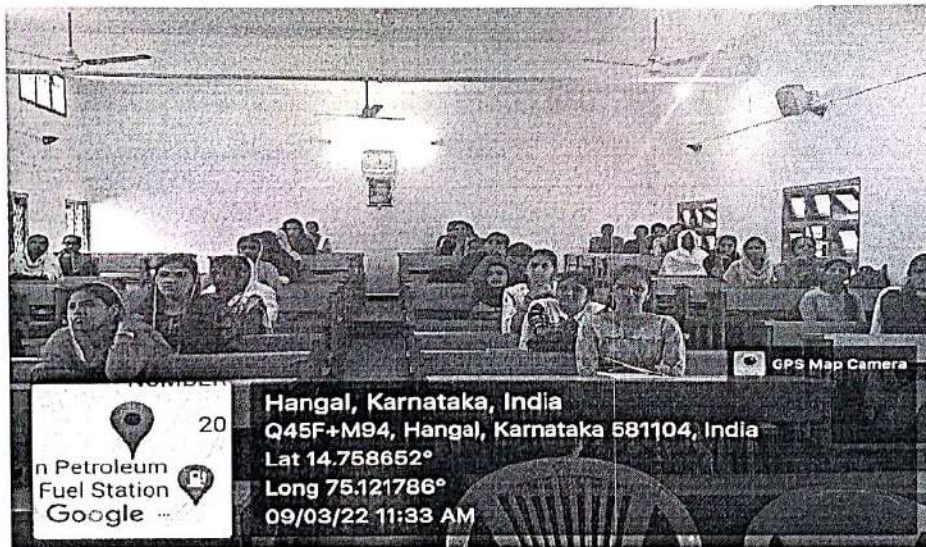 GPS Map Camera
20
n Petroleum
Fuel Station
Google
Hangal, Karnataka, India
Q45F+M94, Hangal, Karnataka 581104, India
Lat 14.758652°
Long 75.121786°
09/03/22 11:33 AM